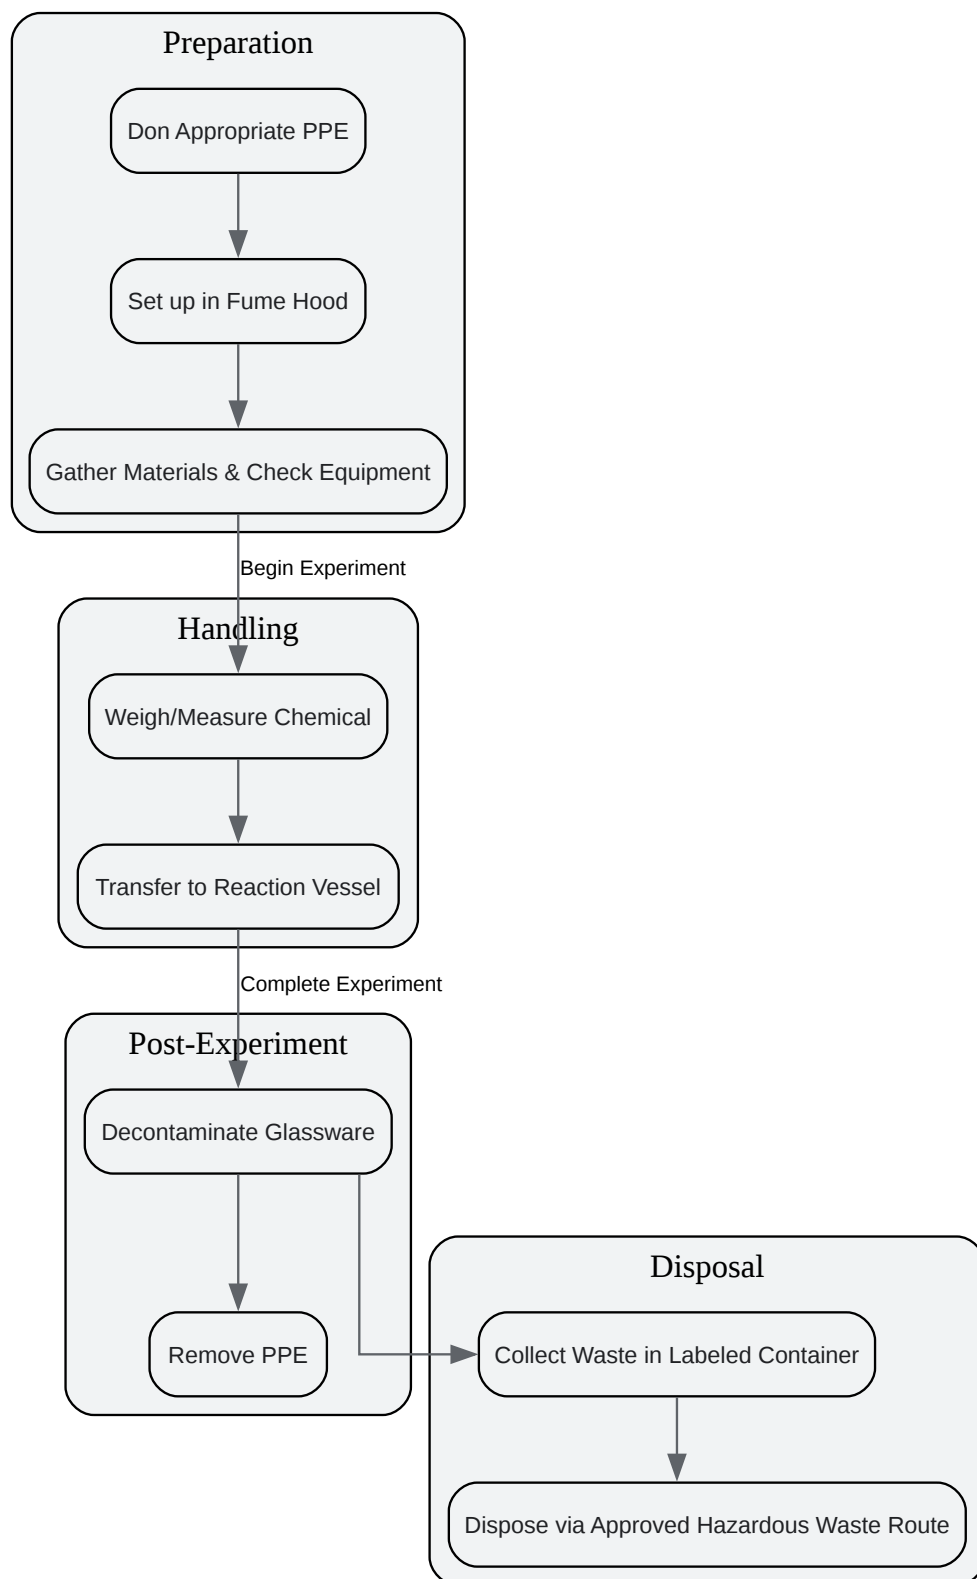 Preparation
Don Appropriate PPE
Set up in Fume Hood
Gather Materials & Check Equipment
Begin Experiment
Handling
Weigh/Measure Chemical
Transfer to Reaction Vessel
Complete Experiment
Post-Experiment
Decontaminate Glassware
Remove PPE
Disposal
Collect Waste in Labeled Container
Dispose via Approved Hazardous Waste Route